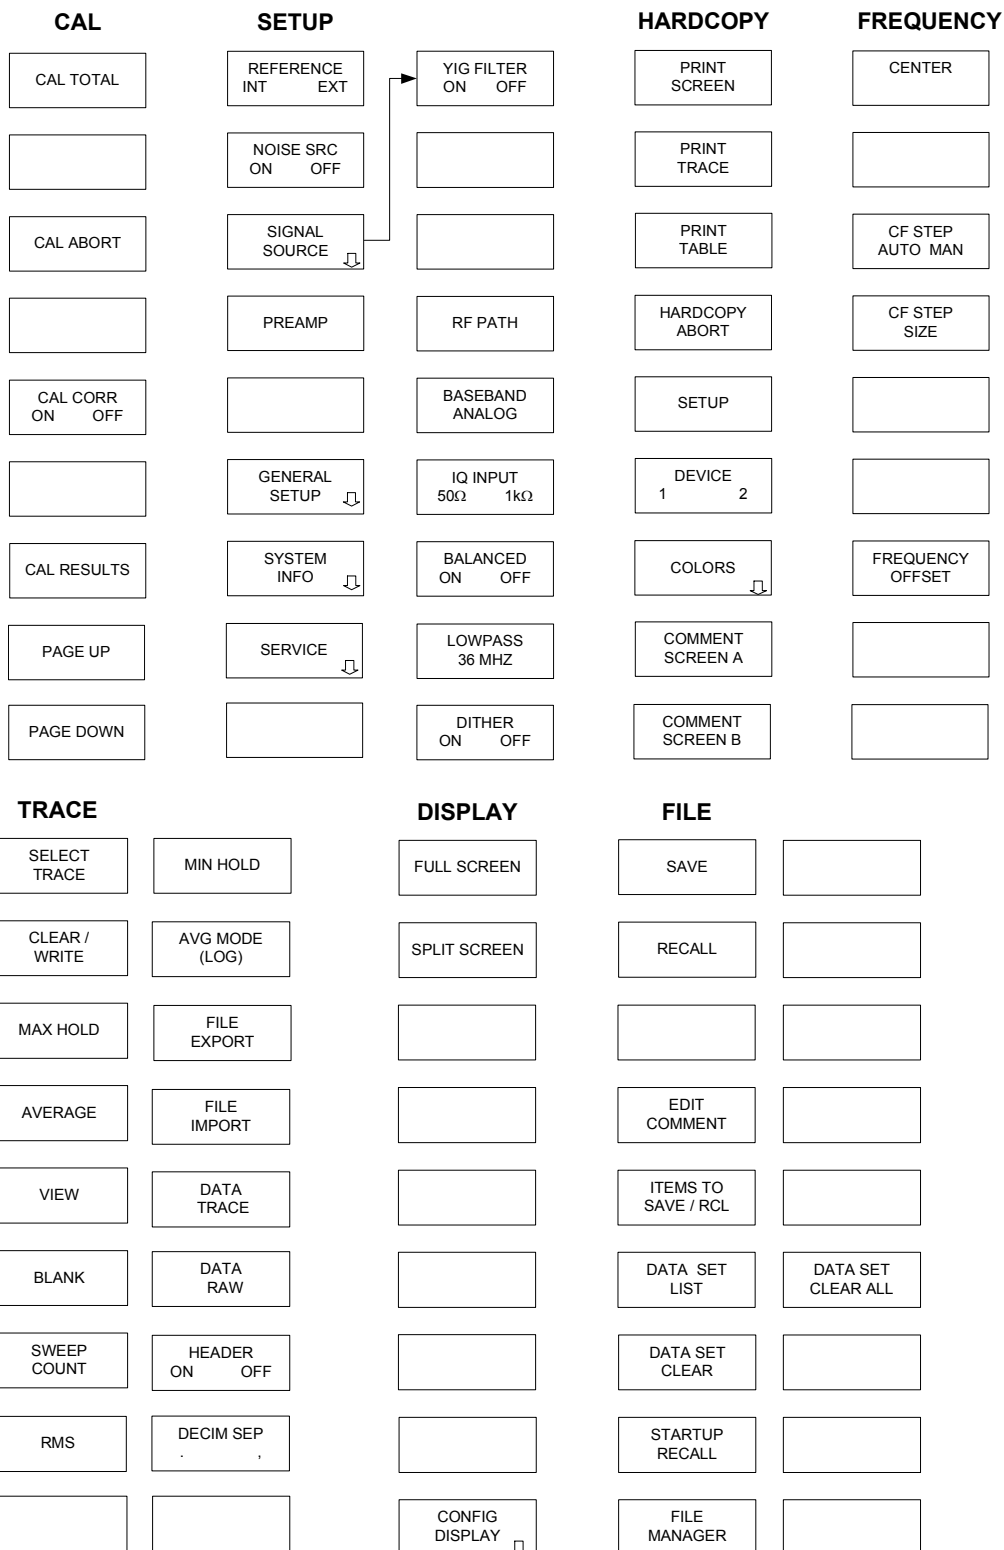 CAL
CAL TOTAL
CAL ABORT
CAL CORR
ON OFF
CAL RESULTS
PAGE UP
PAGE DOWN
SETUP
REFERENCE
INT EXT
NOISE SRC
ON OFF
SIGNAL
SOURCE
PREAMP
GENERAL
SETUP
SYSTEM
INFO
SERVICE
YIG FILTER
ON OFF
RF PATH
BASEBAND
ANALOG
IQ INPUT
50Ω 1kΩ
BALANCED
ON OFF
LOWPASS
36 MHZ
DITHER
ON OFF
HARDCOPY
PRINT
SCREEN
PRINT
TRACE
PRINT
TABLE
HARDCOPY
ABORT
SETUP
DEVICE
1 2
COLORS
COMMENT
SCREEN A
COMMENT
SCREEN B
FREQUENCY
CENTER
CF STEP
AUTO MAN
CF STEP
SIZE
FREQUENCY
OFFSET
TRACE
SELECT
TRACE
CLEAR /
WRITE
MAX HOLD
AVERAGE
VIEW
BLANK
SWEEP
COUNT
RMS
MIN HOLD
AVG MODE
(LOG)
FILE
EXPORT
FILE
IMPORT
DATA
TRACE
DATA
RAW
HEADER
ON OFF
DECIM SEP
. ,
DISPLAY
FULL SCREEN
SPLIT SCREEN
CONFIG
DISPLAY
FILE
SAVE
RECALL
EDIT
COMMENT
ITEMS TO
SAVE / RCL
DATA SET
LIST
DATA SET
CLEAR
STARTUP
RECALL
FILE
MANAGER
DATA SET
CLEAR ALL